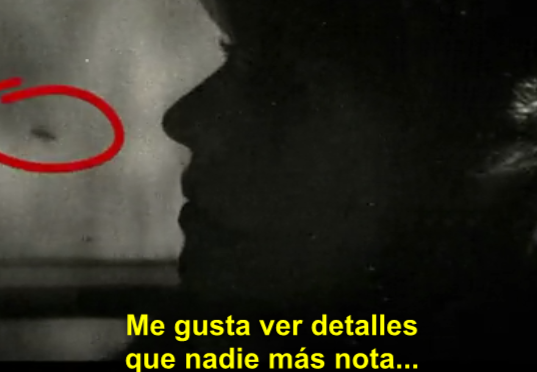 Me gusta ver detalles
que nadie más nota...